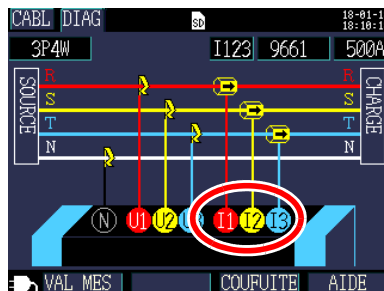 CABL DIAG SD 18-01-1
18:10:1
3P4W I123 9661 500A
SOURCE
R R
S S
T T
N N
CHARGE
N U1 U2 U3 I1 I2 I3
VAL MES COUFUITE AIDE